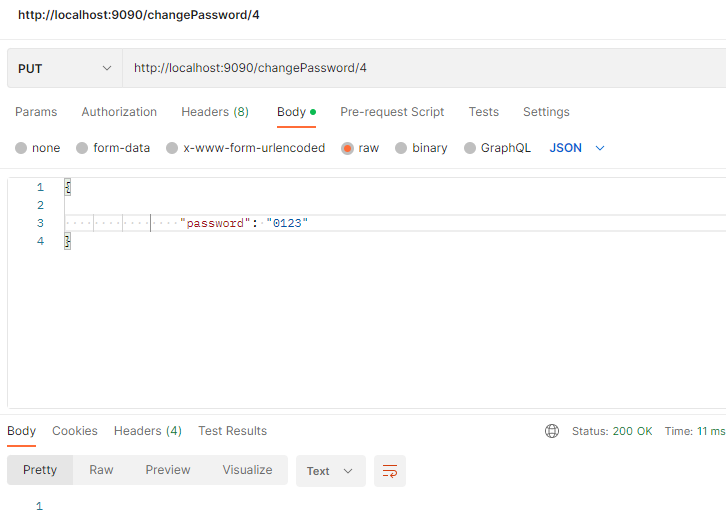 http://localhost:9090/changePassword/4
PUT http://localhost:9090/changePassword/4
Params Authorization Headers (8) Body Pre-request Script Tests Settings
none form-data x-www-form-urlencoded raw binary GraphQL JSON
1 {
2
3 "password": "0123"
4 }
Body Cookies Headers (4) Test Results Status: 200 OK Time: 11 ms
Pretty Raw Preview Visualize Text
1